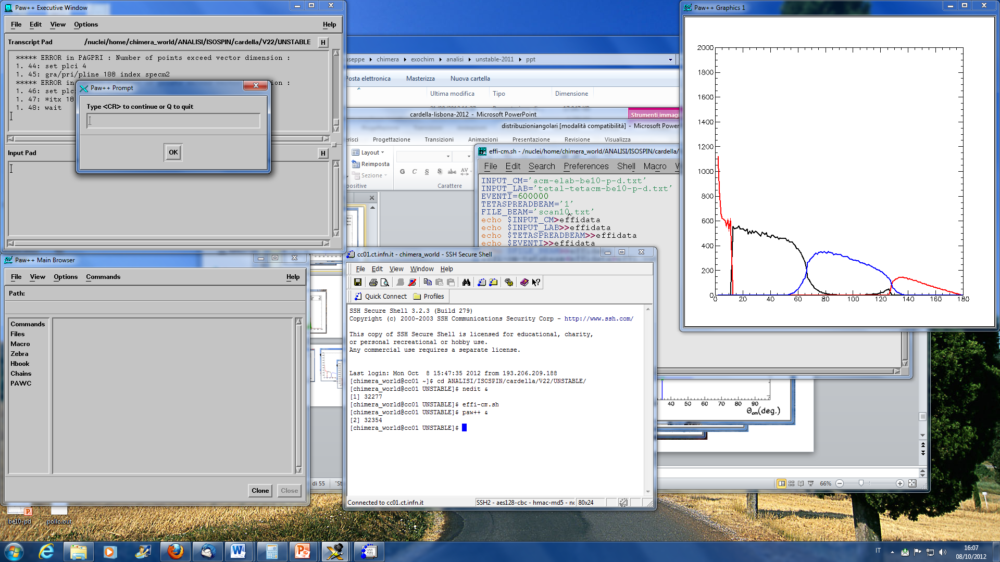 Paw++ Executive Window
File Edit View Options Help
Transcript Pad /nuclei/home/chimera_world/ANALISI/ISOSPIN/cardella/V22/UNSTABLE H
***** ERROR in PAGPRI : Number of points exceed vector dimension :
1. 44: set plci 4
1. 45: gra/pri/pline 180 index specm2
***** ERROR in
ion :
1. 46: set plc
1. 47: *itx 10
1. 48: wait
Paw++ Prompt
Type <CR> to continue or Q to quit
OK
Input Pad H
Paw++ Main Browser
File View Options Commands Help
Path:
Commands
Files
Macro
Zebra
Hbook
Chains
PAWC
Clone Close
useppe chimera exochim analisi unstable-2011 ppt
Posta elettronica Masterizza Nuova cartella
Ultima modifica Tipo Dimensione
cardella-lisbona-2012 - Microsoft PowerPoint Strumenti immagi
distribuzioniangolari [modalità compatibilità] - Microsoft Power
erisci Progettazione Transizioni Animazioni Presentazione Revisione Visualizza
Layout
Reimposta
Sezione
G C S S abc AV
positive Carattere
effi-cm.sh - /nuclei/home/chimera_world/ANALISI/ISOSPIN/cardella/
File Edit Search Preferences Shell Macro W
INPUT_CM='acm-elab-be10-p-d.txt'
INPUT_LAB='tetal-tetacm-be10-p-d.txt'
EVENTI=600000
TETASPREADBEAM='1'
FILE_BEAM='scan10.txt'
echo $INPUT_CM>effidata
echo $INPUT_LAB>>effidata
echo $TETASPREADBEAM>>effidata
echo $EVENTI>>effidata
cc01.ct.infn.it - chimera_world - SSH Secure Shell
File Edit View Window Help
Quick Connect Profiles
SSH Secure Shell 3.2.3 (Build 279)
Copyright (c) 2000-2003 SSH Communications Security Corp - http://www.ssh.com/
This copy of SSH Secure Shell is licensed for educational, charity,
or personal recreational or hobby use.
Any commercial use requires a separate license.
Last login: Mon Oct  8 15:47:35 2012 from 193.206.209.188
[chimera_world@cc01 ~]$ cd ANALISI/ISOSPIN/cardella/V22/UNSTABLE/
[chimera_world@cc01 UNSTABLE]$ nedit &
[1] 32277
[chimera_world@cc01 UNSTABLE]$ effi-cm.sh
[chimera_world@cc01 UNSTABLE]$ paw++ &
[2] 32354
[chimera_world@cc01 UNSTABLE]$
Connected to cc01.ct.infn.it SSH2 - aes128-cbc - hmac-md5 - nc 80x24
Paw++ Graphics 1
2000
1800
1600
1400
1200
1000
800
600
400
200
0
0 20 40 60 80 100 120 140 160 180
40 50 60 70 80 90
Θcm(deg.)
di 55 "St
66%
be10-pd pollo.out
IT
16:07
08/10/2012